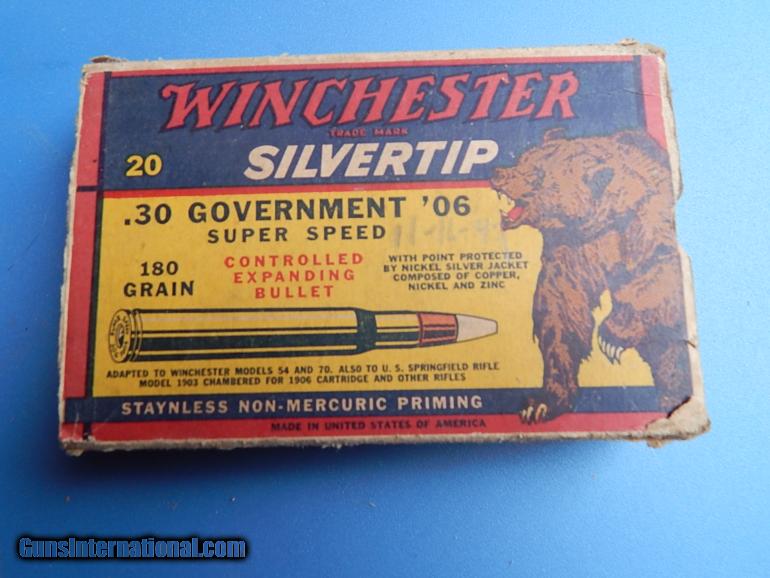 WINCHESTER
TRADE MARK
20
SILVERTIP
.30 GOVERNMENT '06
SUPER SPEED
180
GRAIN
CONTROLLED
EXPANDING
BULLET
WITH POINT PROTECTED
BY NICKEL SILVER JACKET
COMPOSED OF COPPER,
NICKEL AND ZINC
ADAPTED TO WINCHESTER MODELS 54 AND 70. ALSO TO U. S. SPRINGFIELD RIFLE
MODEL 1903 CHAMBERED FOR 1906 CARTRIDGE AND OTHER RIFLES
STAYNLESS NON-MERCURIC PRIMING
MADE IN UNITED STATES OF AMERICA
GunsInternational.com